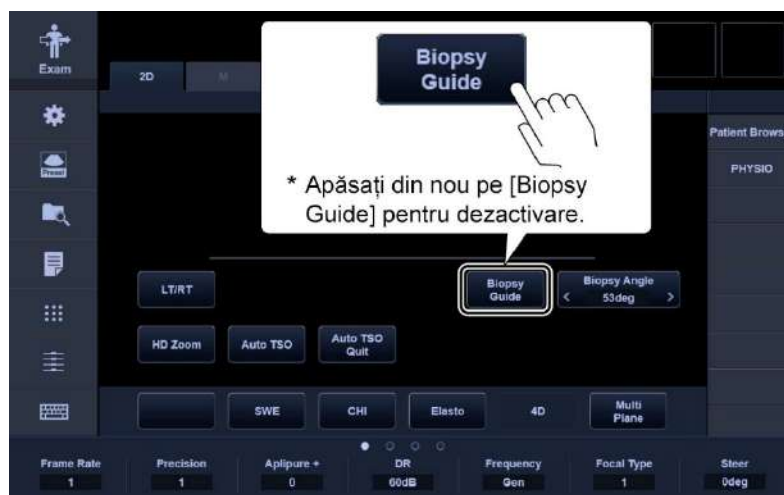 Biopsy
Guide
* Apăsați din nou pe [Biopsy
Guide] pentru dezactivare.
Exam
2D
M
Patient Brows
Preset
PHYSIO
LT/RT
Biopsy
Guide
Biopsy Angle
< 53deg >
HD Zoom
Auto TSO
Auto TSO
Quit
SWE
CHI
Elasto
4D
Multi
Plane
Frame Rate
1
Precision
1
Aplipure +
0
DR
60dB
Frequency
Gen
Focal Type
1
Steer
0deg